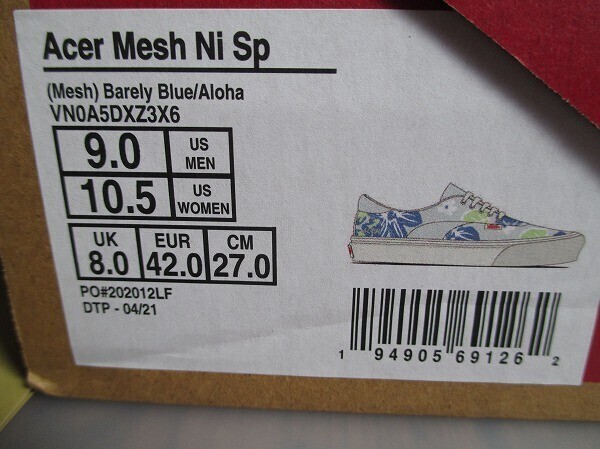 Acer Mesh Ni Sp
(Mesh) Barely Blue/Aloha
VN0A5DXZ3X6
9.0 US MEN
10.5 US WOMEN
UK 8.0 EUR 42.0 CM 27.0
PO#202012LF
DTP - 04/21
1 94905 69126 2